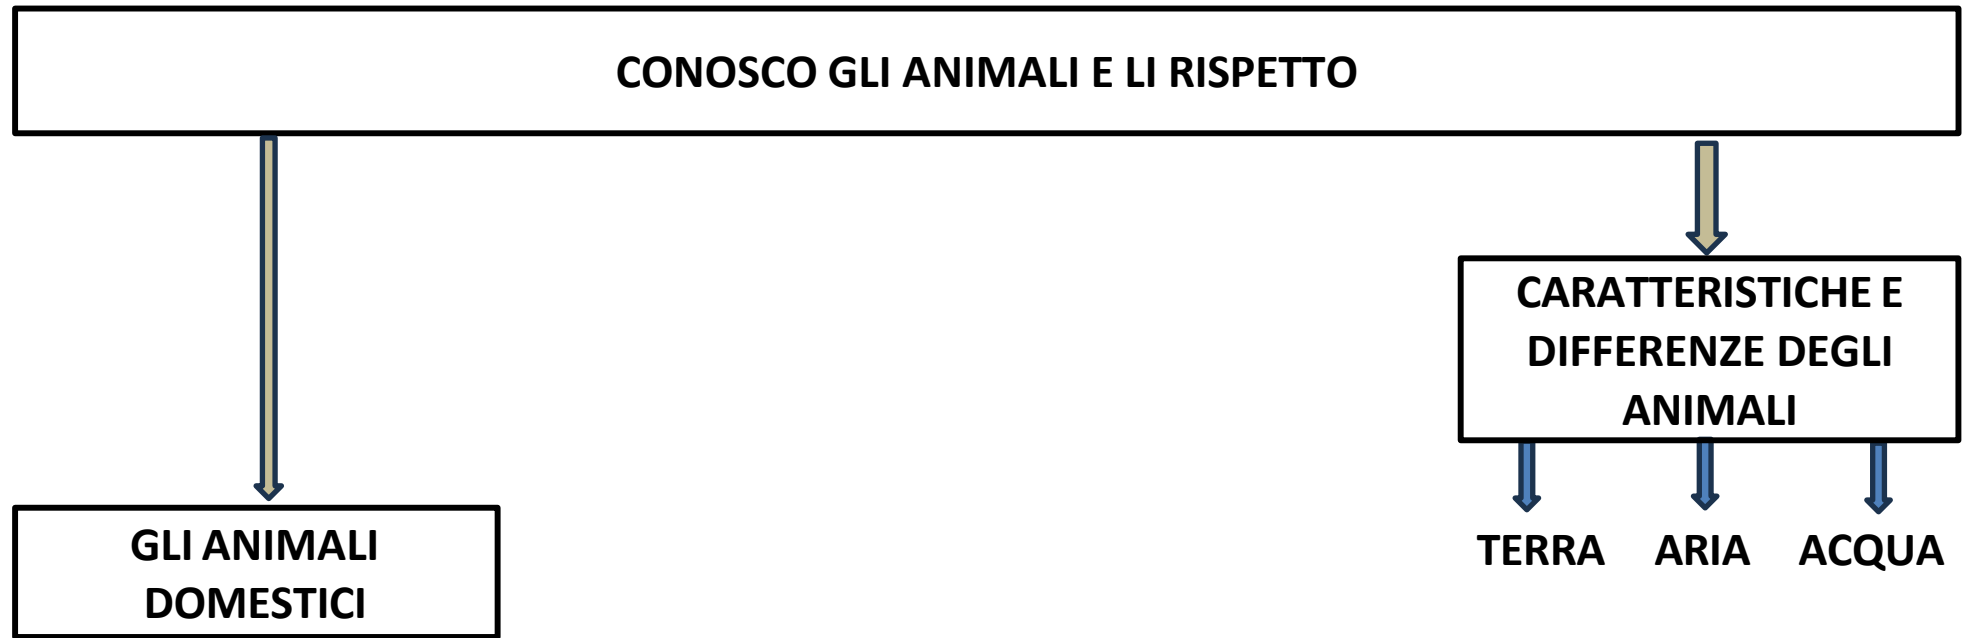 CONOSCO GLI ANIMALI E LI RISPETTO
CARATTERISTICHE E
DIFFERENZE DEGLI
ANIMALI
TERRA ARIA ACQUA
GLI ANIMALI
DOMESTICI